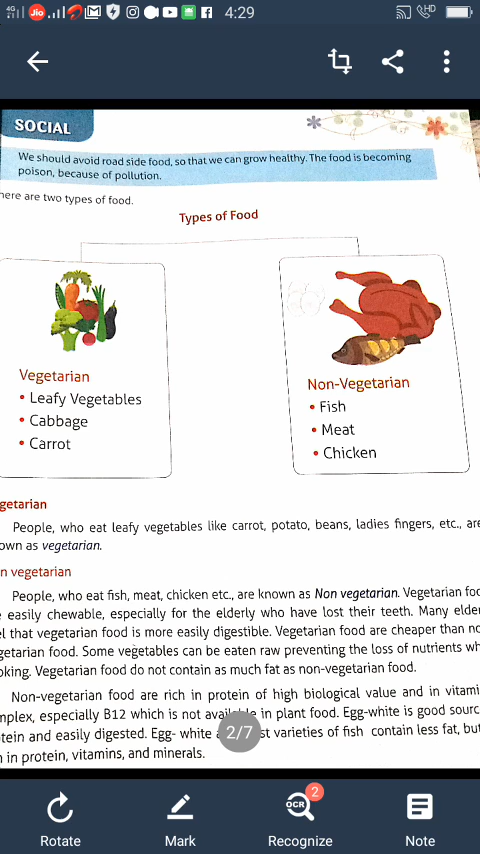 4G
Jio
4:29
HD
SOCIAL
We should avoid road side food, so that we can grow healthy. The food is becoming
poison, because of pollution.
here are two types of food.
Types of Food
Vegetarian
• Leafy Vegetables
• Cabbage
• Carrot
Non-Vegetarian
• Fish
• Meat
• Chicken
getarian
People, who eat leafy vegetables like carrot, potato, beans, ladies fingers, etc., are
own as vegetarian.
n vegetarian
People, who eat fish, meat, chicken etc., are known as Non vegetarian. Vegetarian foo
e easily chewable, especially for the elderly who have lost their teeth. Many elder
el that vegetarian food is more easily digestible. Vegetarian food are cheaper than no
getarian food. Some vegetables can be eaten raw preventing the loss of nutrients wh
oking. Vegetarian food do not contain as much fat as non-vegetarian food.
Non-vegetarian food are rich in protein of high biological value and in vitami
mplex, especially B12 which is not in plant food. Egg-white is good sourc
tein and easily digested. Egg- white varieties of fish contain less fat, but
n in protein, vitamins, and minerals.
2/7
OCR
2
Rotate
Mark
Recognize
Note